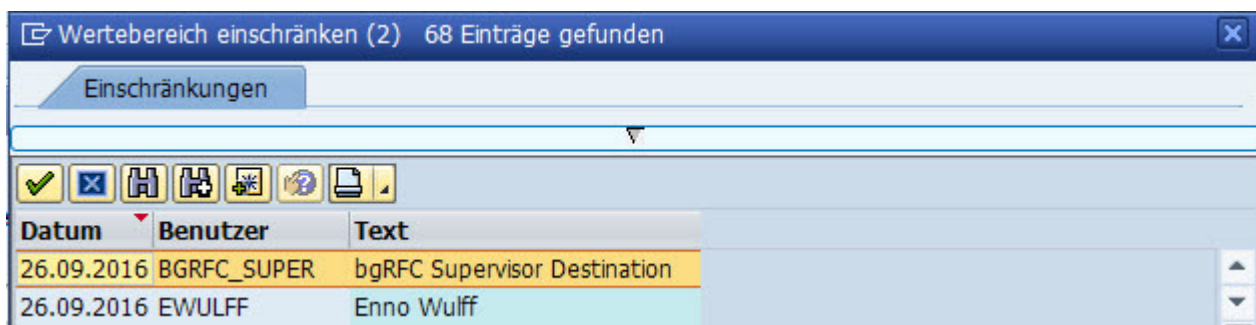 Wertebereich einschränken (2) 68 Einträge gefunden
Einschränkungen
Datum Benutzer Text
26.09.2016 BGRFC_SUPER bgRFC Supervisor Destination
26.09.2016 EWULFF Enno Wulff